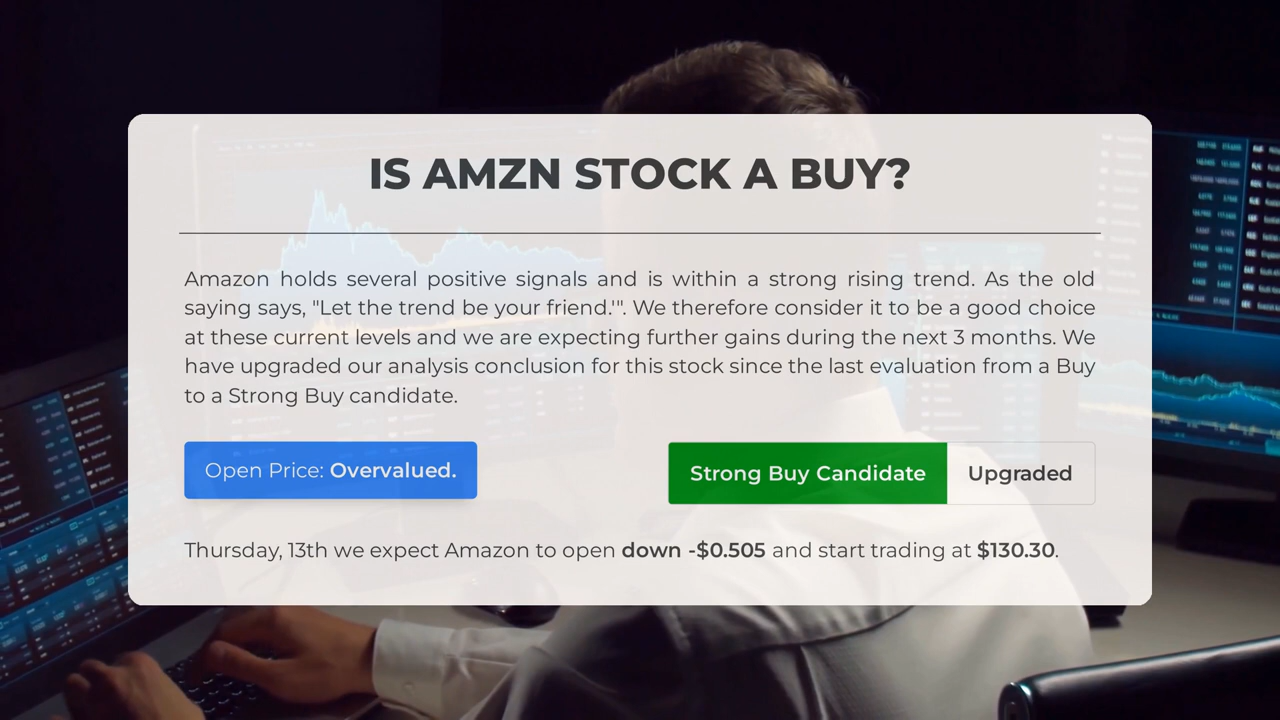 IS AMZN STOCK A BUY?
Amazon holds several positive signals and is within a strong rising trend. As the old
saying says, "Let the trend be your friend.'". We therefore consider it to be a good choice
at these current levels and we are expecting further gains during the next 3 months. We
have upgraded our analysis conclusion for this stock since the last evaluation from a Buy
to a Strong Buy candidate.
Open Price: Overvalued.
Strong Buy Candidate Upgraded
Thursday, 13th we expect Amazon to open down -$0.505 and start trading at $130.30.